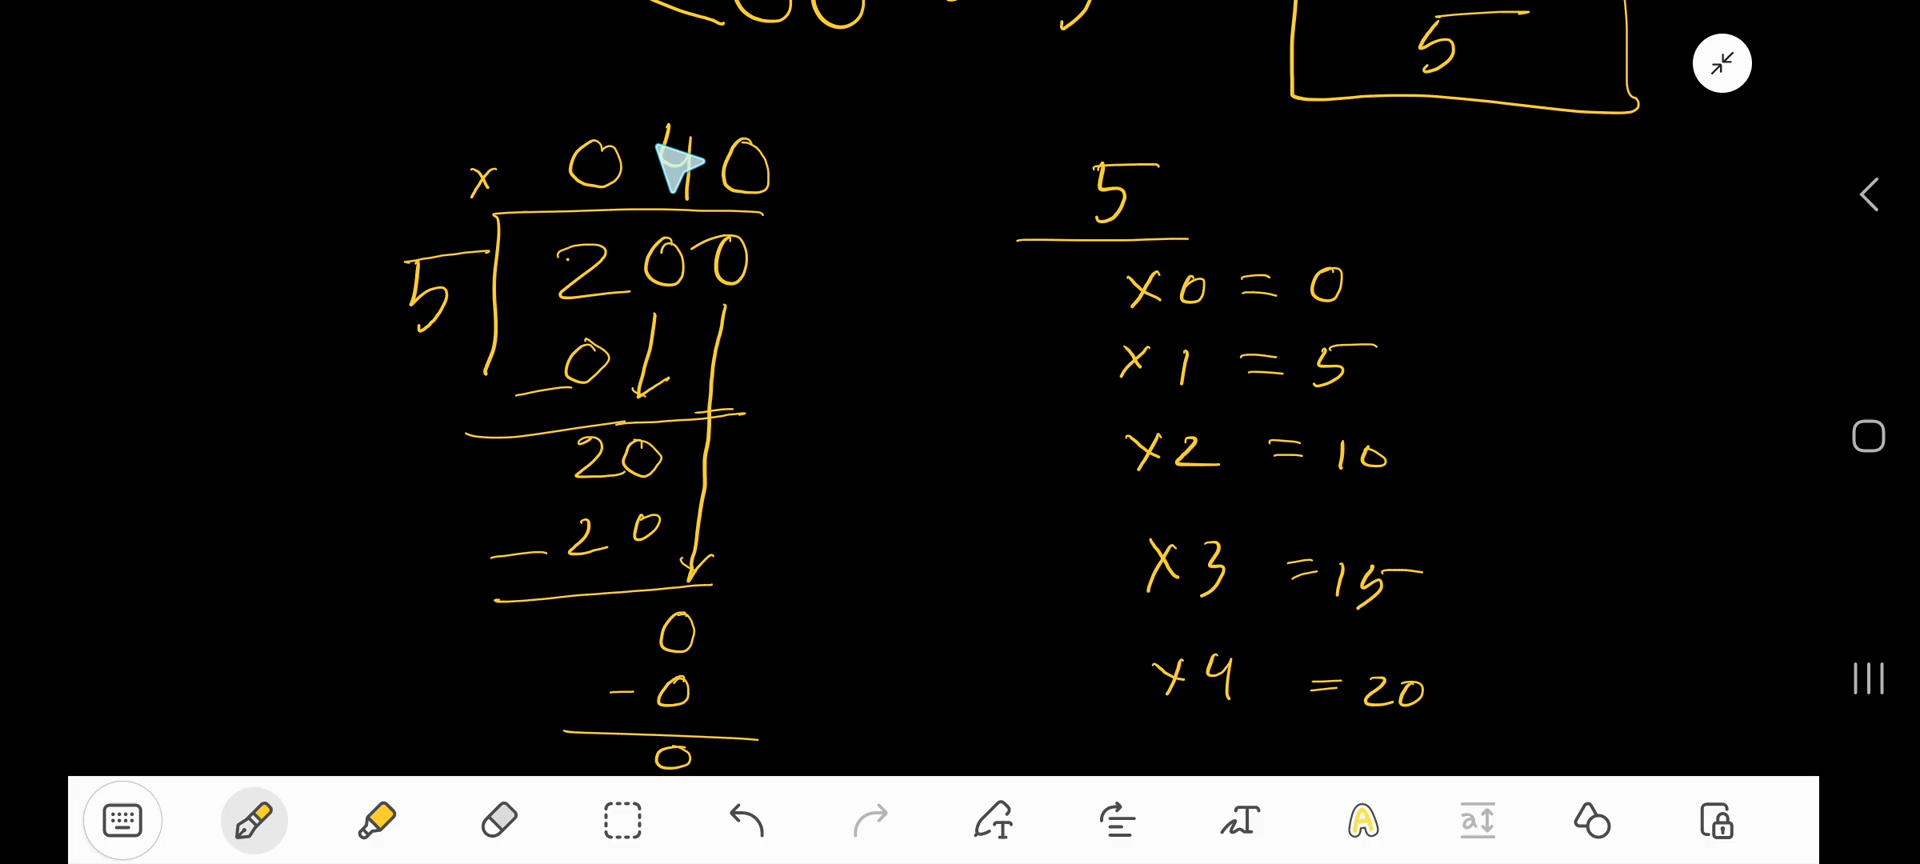 5
x 040
5 200
- 0
20
- 20
0
- 0
0
5
x0 = 0
x1 = 5
x2 = 10
x3 = 15
x4 = 20